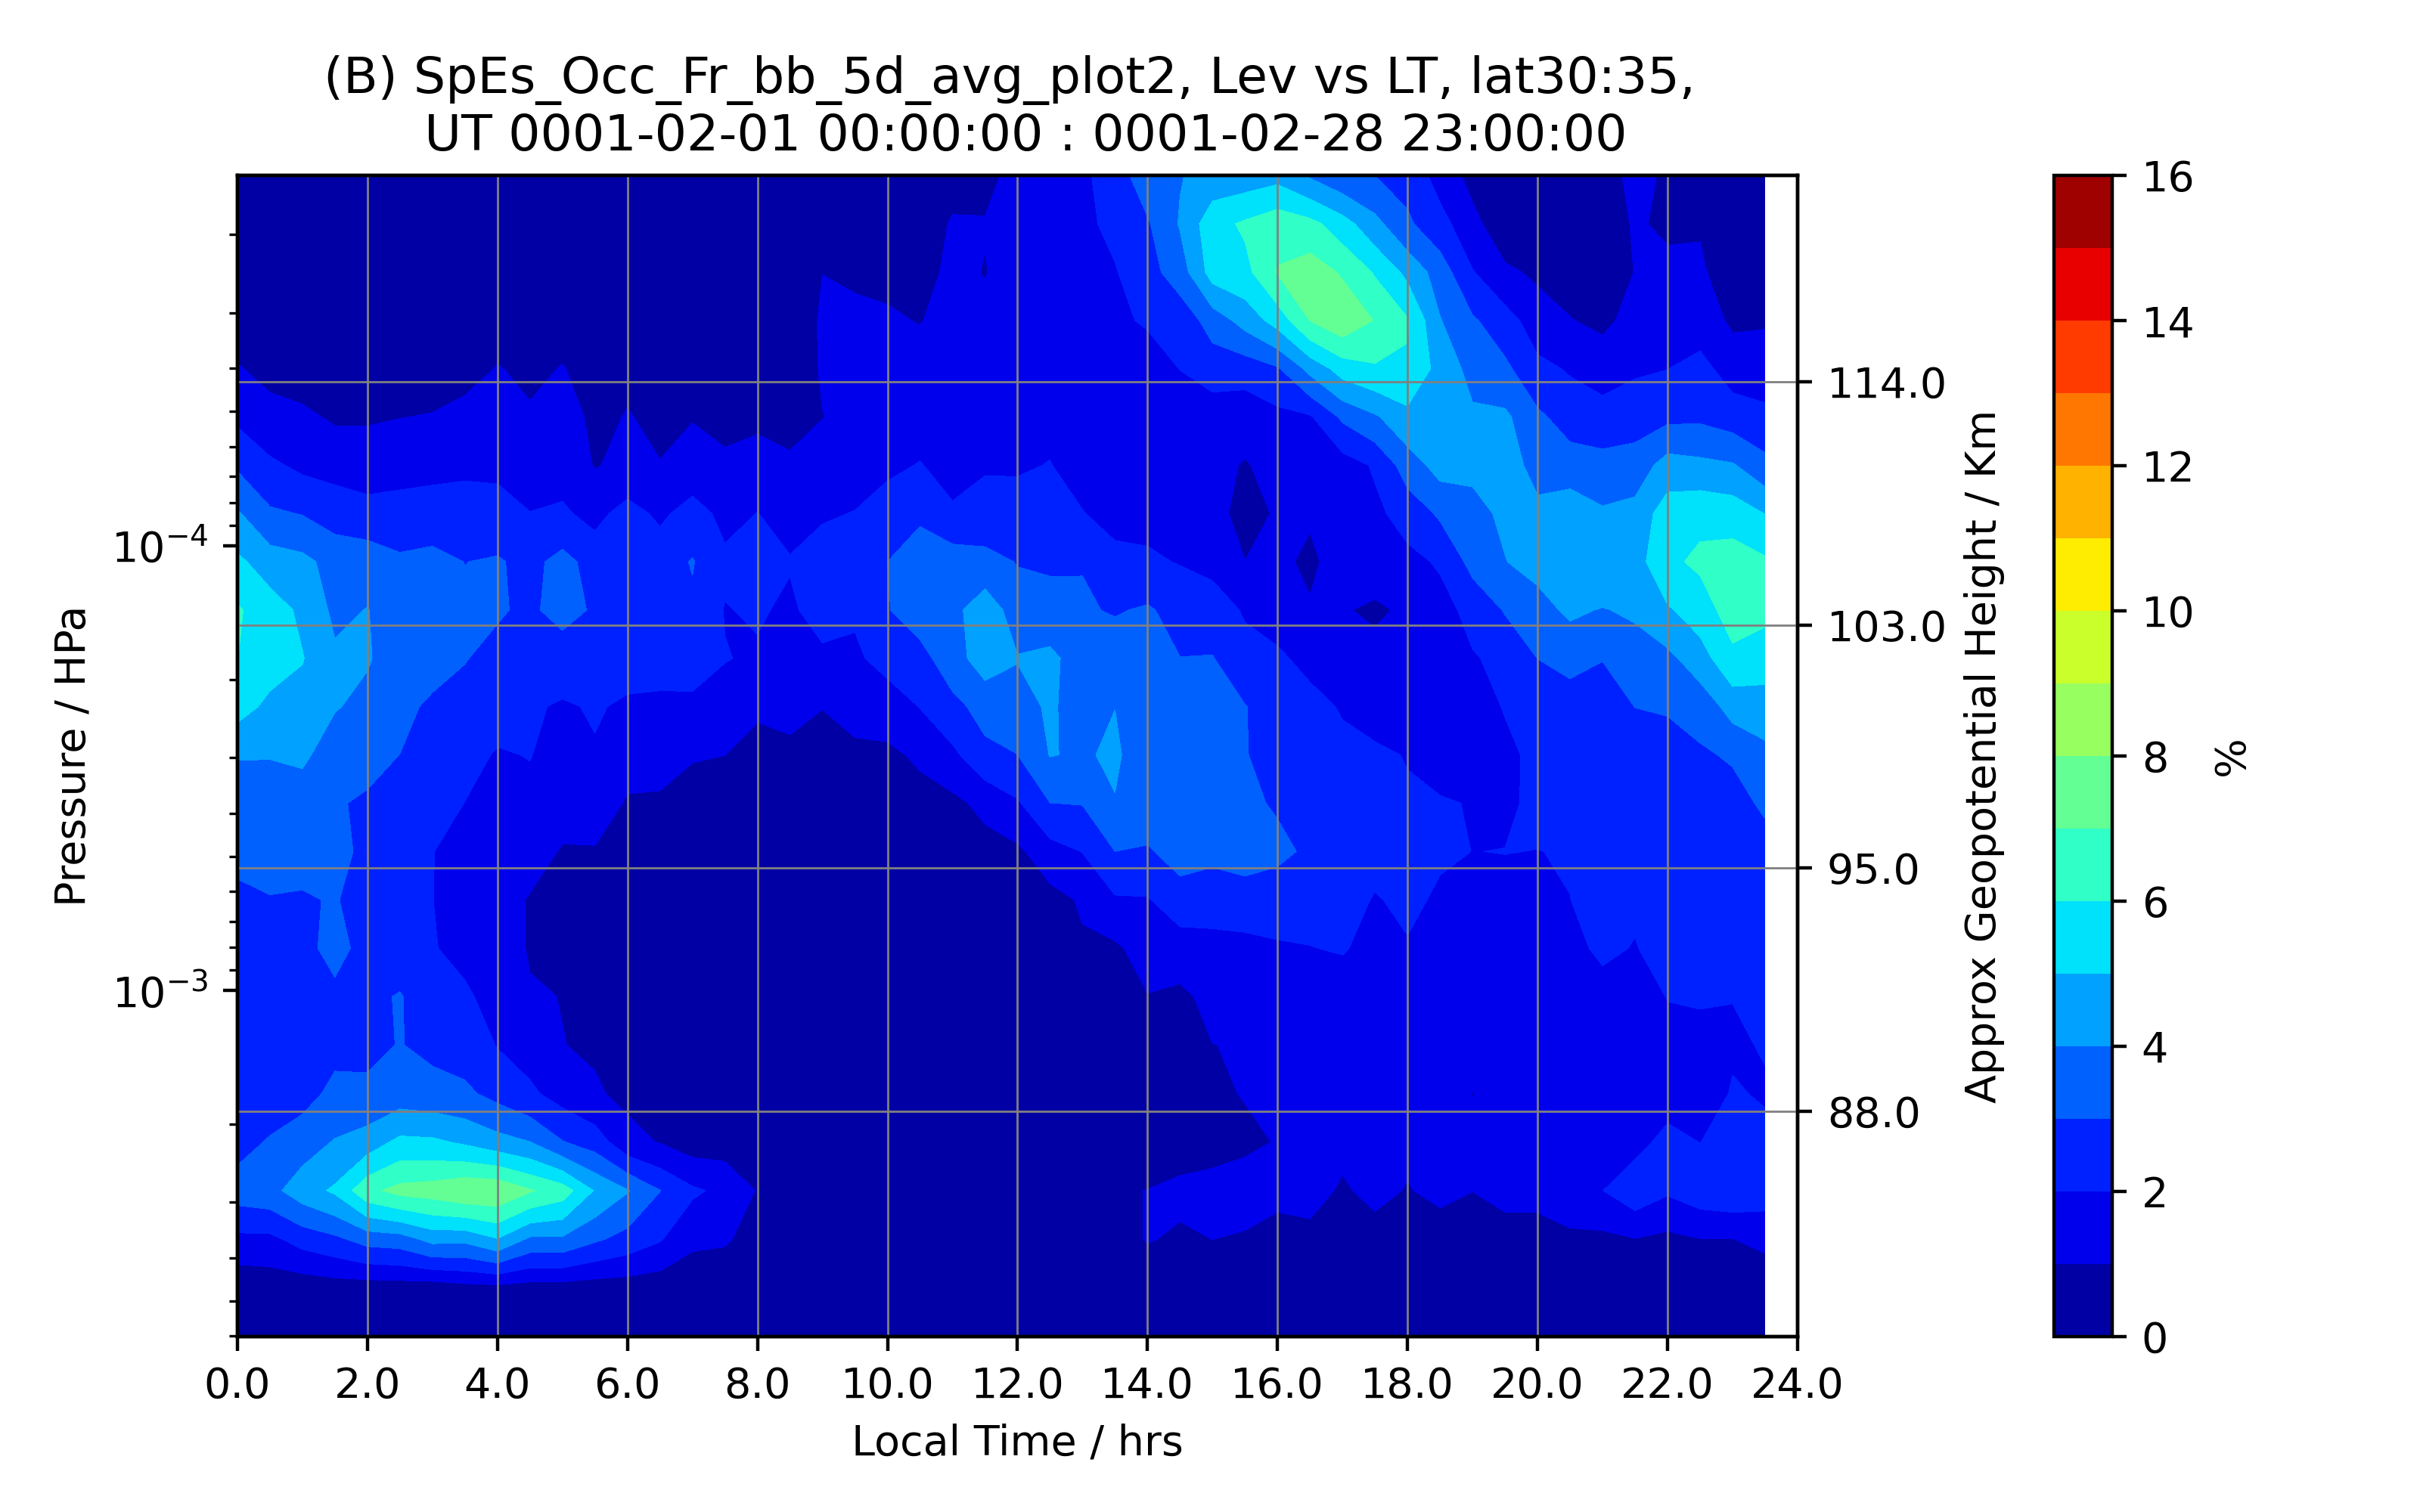 (B) SpEs_Occ_Fr_bb_5d_avg_plot2, Lev vs LT, lat30:35,
UT 0001-02-01 00:00:00 : 0001-02-28 23:00:00
Pressure / HPa
10⁻⁴
10⁻³
0.0 2.0 4.0 6.0 8.0 10.0 12.0 14.0 16.0 18.0 20.0 22.0 24.0
Local Time / hrs
114.0
103.0
95.0
88.0
Approx Geopotential Height / Km
16
14
12
10
8
6
4
2
0
%